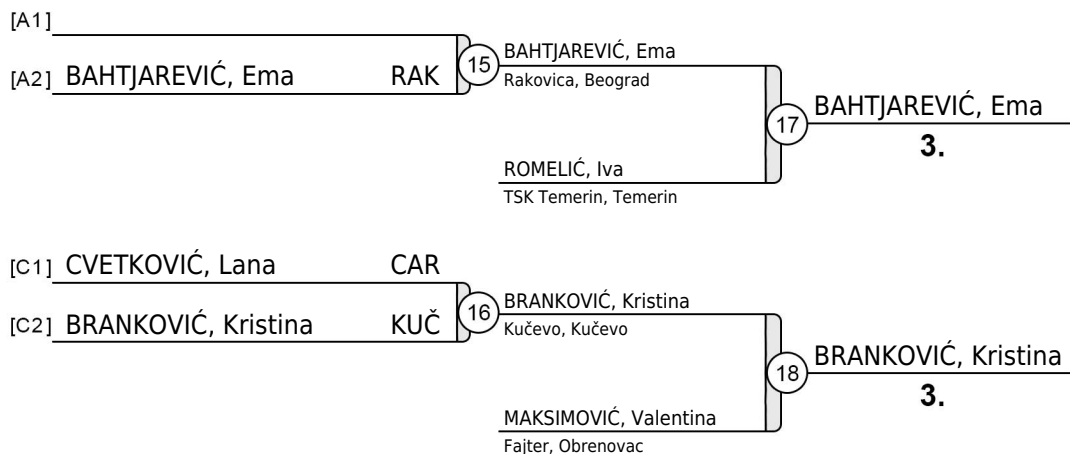 [A1]
[A2] BAHTJAREVIĆ, Ema RAK
15
BAHTJAREVIĆ, Ema
Rakovica, Beograd
17
BAHTJAREVIĆ, Ema
3.
ROMELIĆ, Iva
TSK Temerin, Temerin
[C1] CVETKOVIĆ, Lana CAR
[C2] BRANKOVIĆ, Kristina KUČ
16
BRANKOVIĆ, Kristina
Kučevo, Kučevo
18
BRANKOVIĆ, Kristina
3.
MAKSIMOVIĆ, Valentina
Fajter, Obrenovac